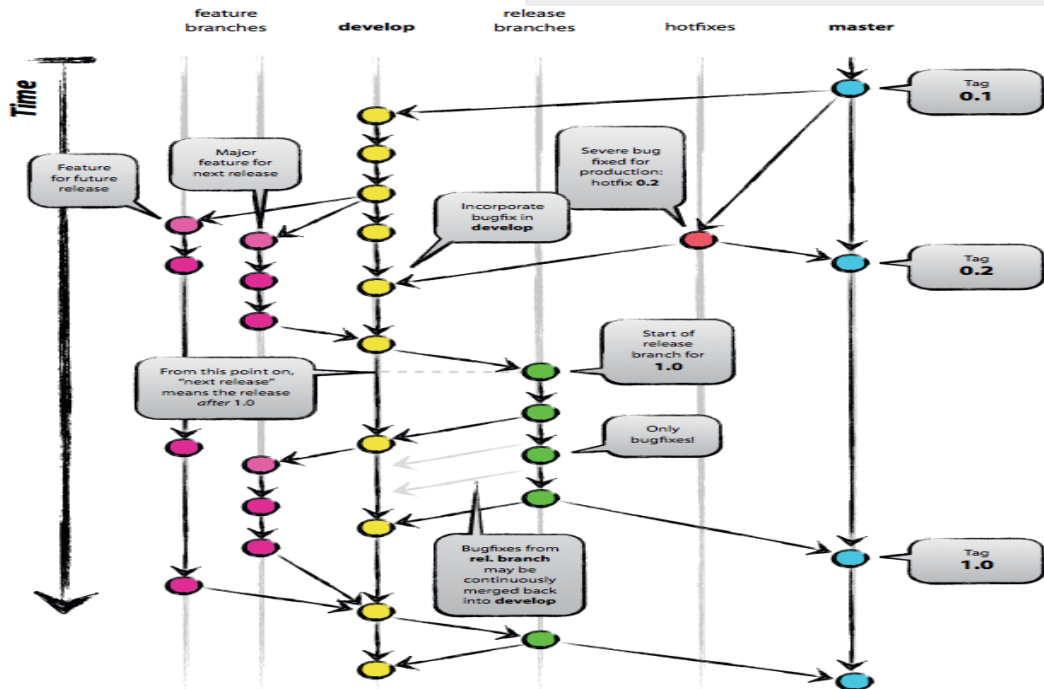 feature
branches
develop
release
branches
hotfixes
master
Time
Tag
0.1
Feature
for future
release
Major
feature for
next release
Severe bug
fixed for
production:
hotfix 0.2
Incorporate
bugfix in
develop
Tag
0.2
Start of
release
branch for
1.0
From this point on,
“next release”
means the release
after 1.0
Only
bugfixes!
Bugfixes from
rel. branch
may be
continuously
merged back
into develop
Tag
1.0